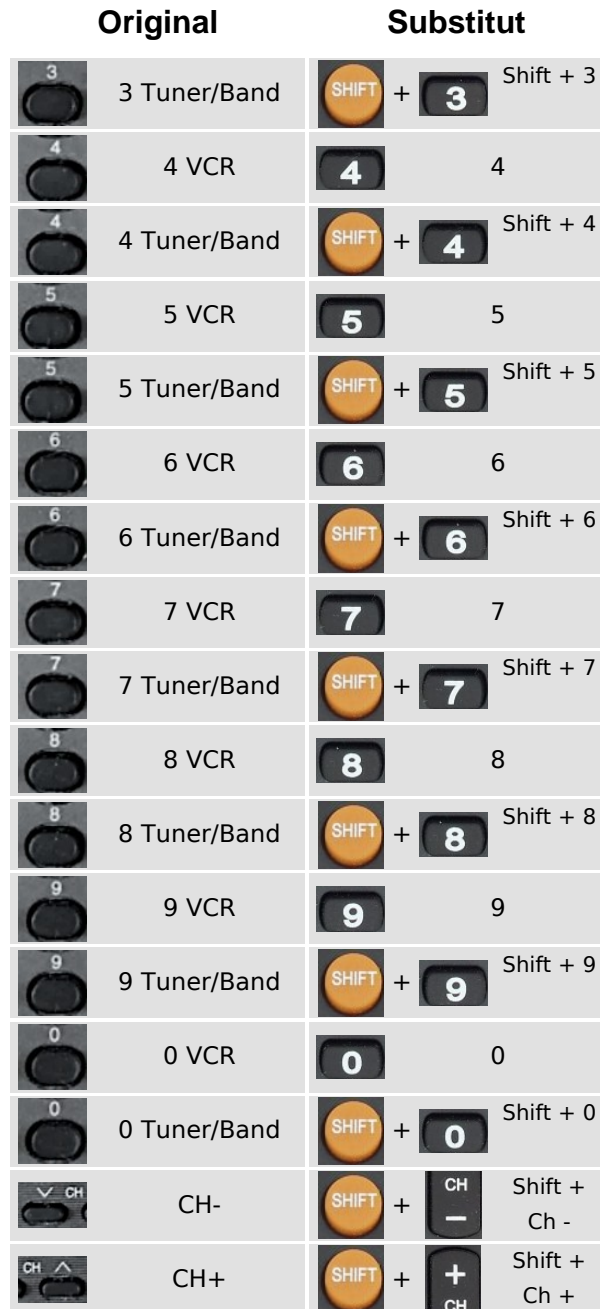 Original Substitut
3 3 Tuner/Band SHIFT + 3 Shift + 3
4 4 VCR 4 4
4 4 Tuner/Band SHIFT + 4 Shift + 4
5 5 VCR 5 5
5 5 Tuner/Band SHIFT + 5 Shift + 5
6 6 VCR 6 6
6 6 Tuner/Band SHIFT + 6 Shift + 6
7 7 VCR 7 7
7 7 Tuner/Band SHIFT + 7 Shift + 7
8 8 VCR 8 8
8 8 Tuner/Band SHIFT + 8 Shift + 8
9 9 VCR 9 9
9 9 Tuner/Band SHIFT + 9 Shift + 9
0 0 VCR 0 0
0 0 Tuner/Band SHIFT + 0 Shift + 0
CH CH- SHIFT + CH − Shift +
Ch -
CH CH+ SHIFT + + CH Shift +
Ch +